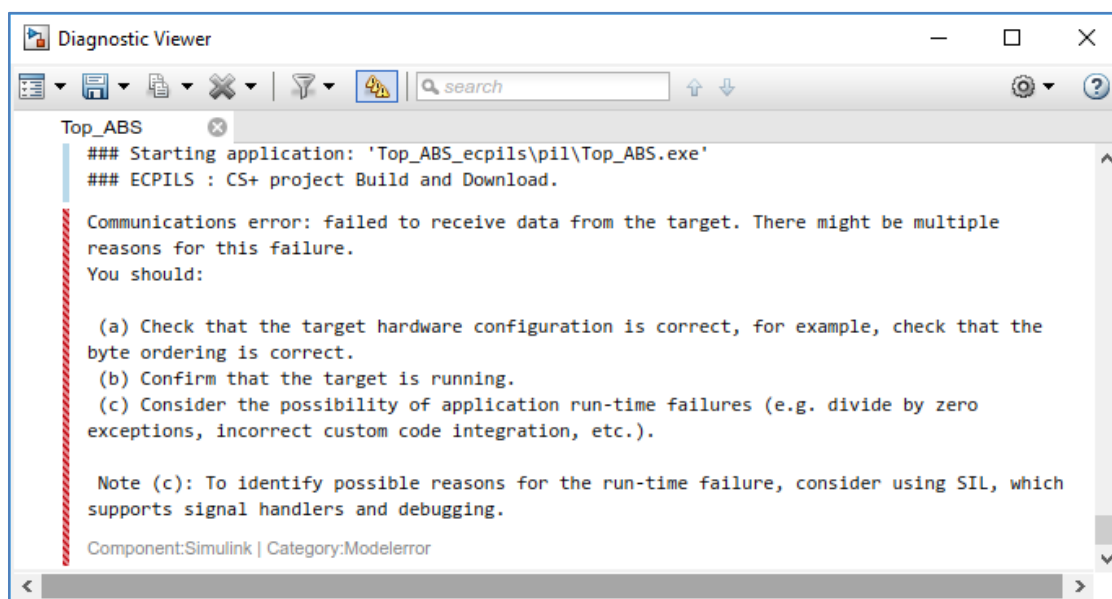 Diagnostic Viewer
search
Top_ABS
### Starting application: 'Top_ABS_ecpils\pil\Top_ABS.exe'
### ECPILS : CS+ project Build and Download.
Communications error: failed to receive data from the target. There might be multiple
reasons for this failure.
You should:
(a) Check that the target hardware configuration is correct, for example, check that the
byte ordering is correct.
(b) Confirm that the target is running.
(c) Consider the possibility of application run-time failures (e.g. divide by zero
exceptions, incorrect custom code integration, etc.).
Note (c): To identify possible reasons for the run-time failure, consider using SIL, which
supports signal handlers and debugging.
Component:Simulink | Category:Modelerror